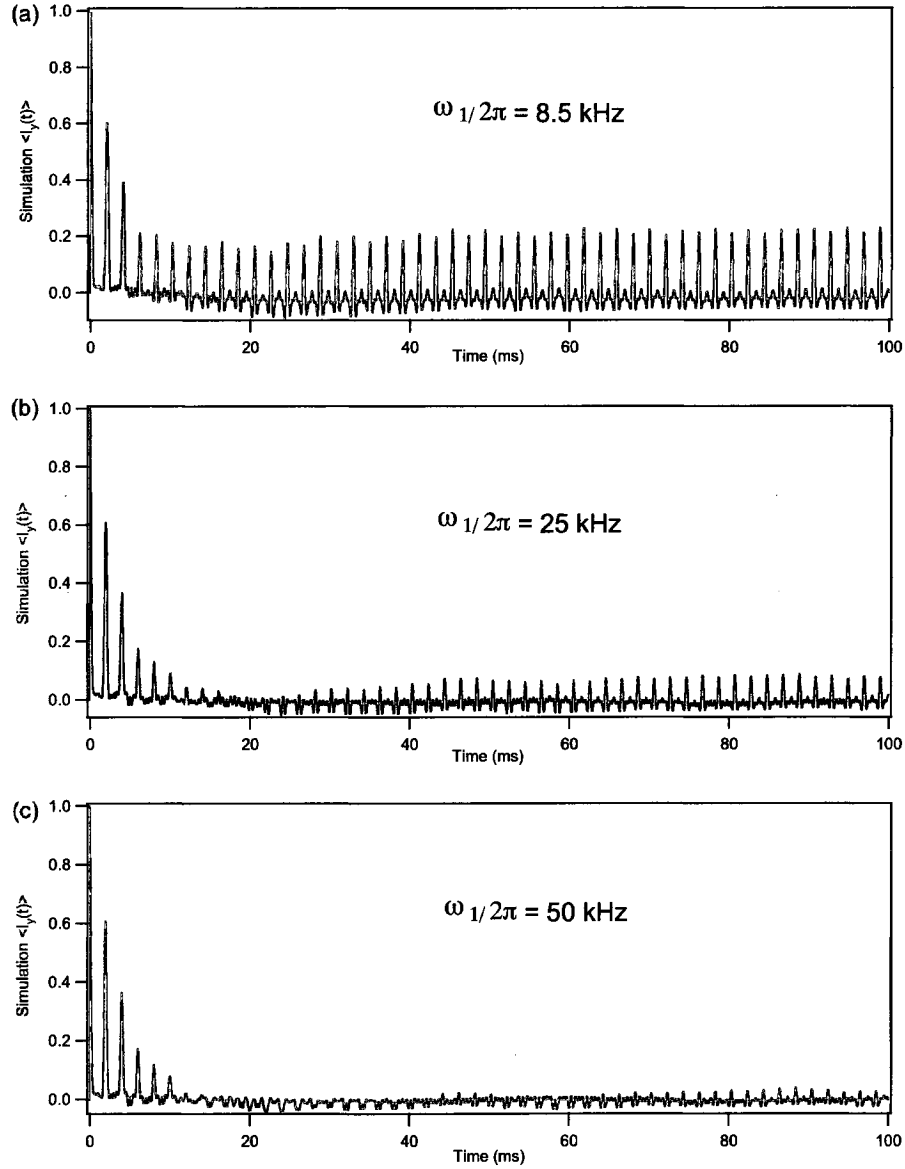 (a)
1.0
0.8
0.6
0.4
0.2
0.0
Simulation <I_y(t)>
ω 1/2π = 8.5 kHz
0 20 40 60 80 100
Time (ms)
(b)
1.0
0.8
0.6
0.4
0.2
0.0
Simulation <I_y(t)>
ω 1/2π = 25 kHz
0 20 40 60 80 100
Time (ms)
(c)
1.0
0.8
0.6
0.4
0.2
0.0
Simulation <I_y(t)>
ω 1/2π = 50 kHz
0 20 40 60 80 100
Time (ms)